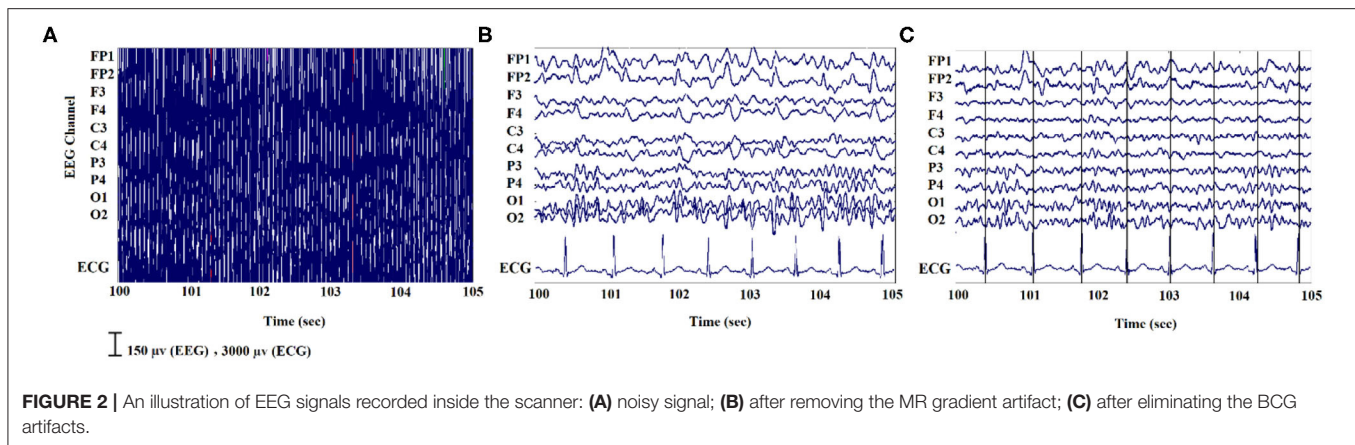 A
EEG Channel
FP1
FP2
F3
F4
C3
C4
P3
P4
O1
O2
ECG
100 101 102 103 104 105
Time (sec)
150 μv (EEG) , 3000 μv (ECG)
B
FP1
FP2
F3
F4
C3
C4
P3
P4
O1
O2
ECG
100 101 102 103 104 105
Time (sec)
C
FP1
FP2
F3
F4
C3
C4
P3
P4
O1
O2
ECG
100 101 102 103 104 105
Time (sec)
FIGURE 2 | An illustration of EEG signals recorded inside the scanner: (A) noisy signal; (B) after removing the MR gradient artifact; (C) after eliminating the BCG
artifacts.